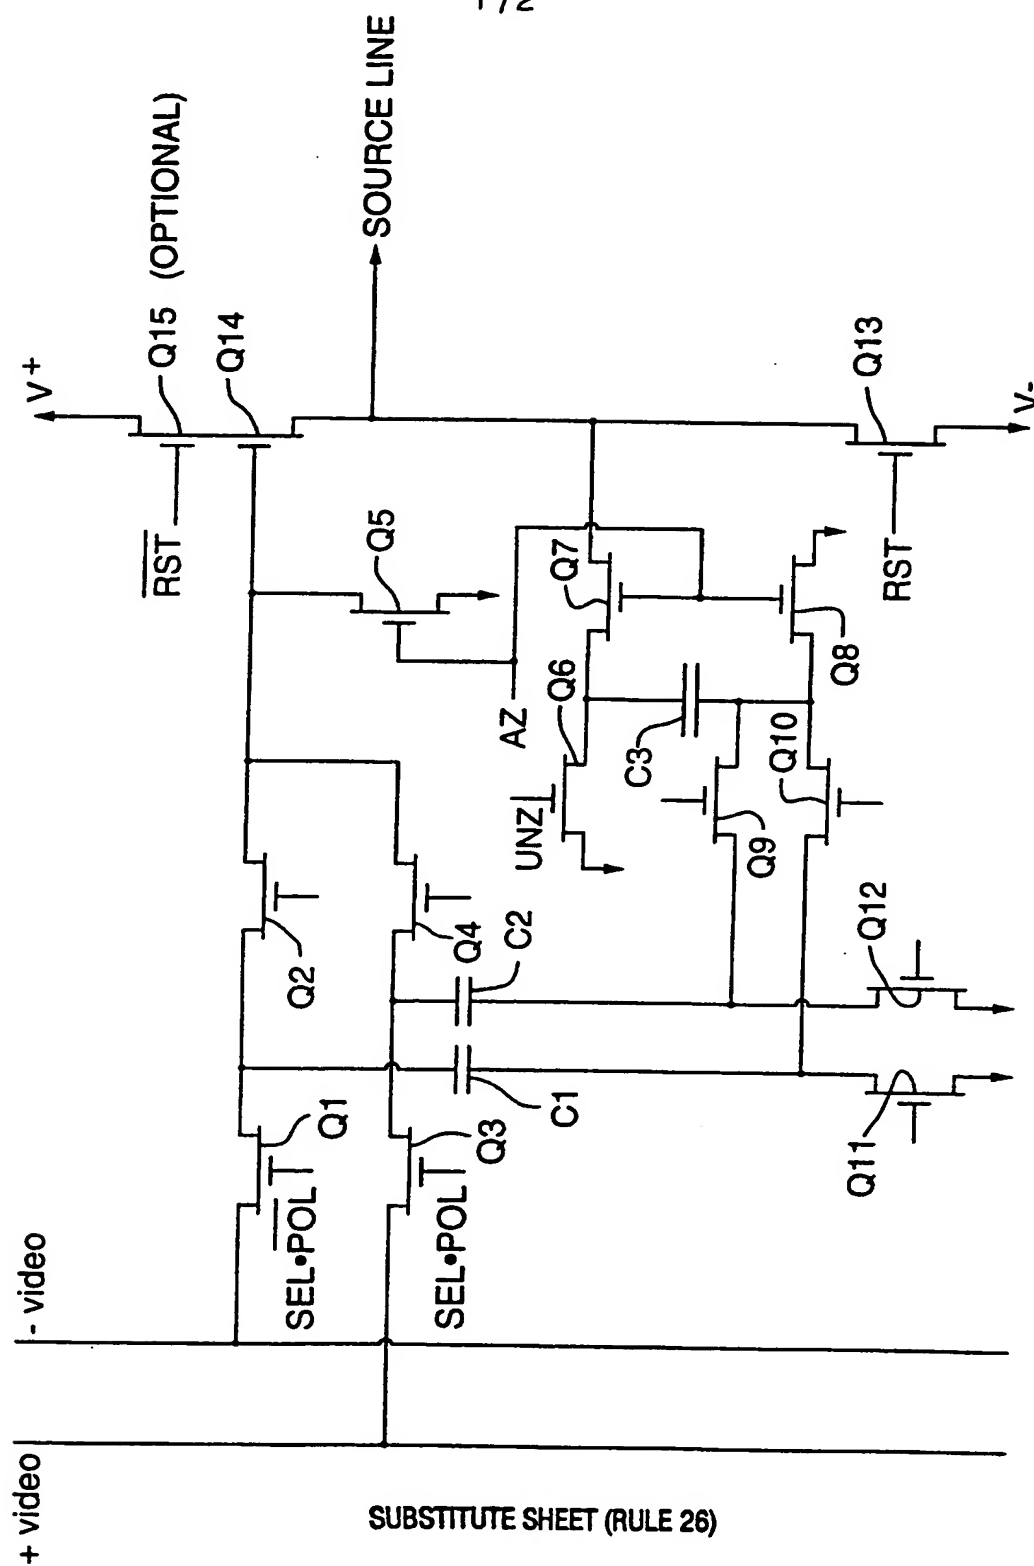 1/2
+ video
- video
V+
Q15 (OPTIONAL)
Q14
RST
SOURCE LINE
Q5
AZ
Q2
Q1
SEL•POL
Q4
Q3
SEL•POL
C2
C1
UNZ
Q6
Q7
C3
Q8
Q9
Q10
Q12
Q11
Q13
RST
V-
SUBSTITUTE SHEET (RULE 26)